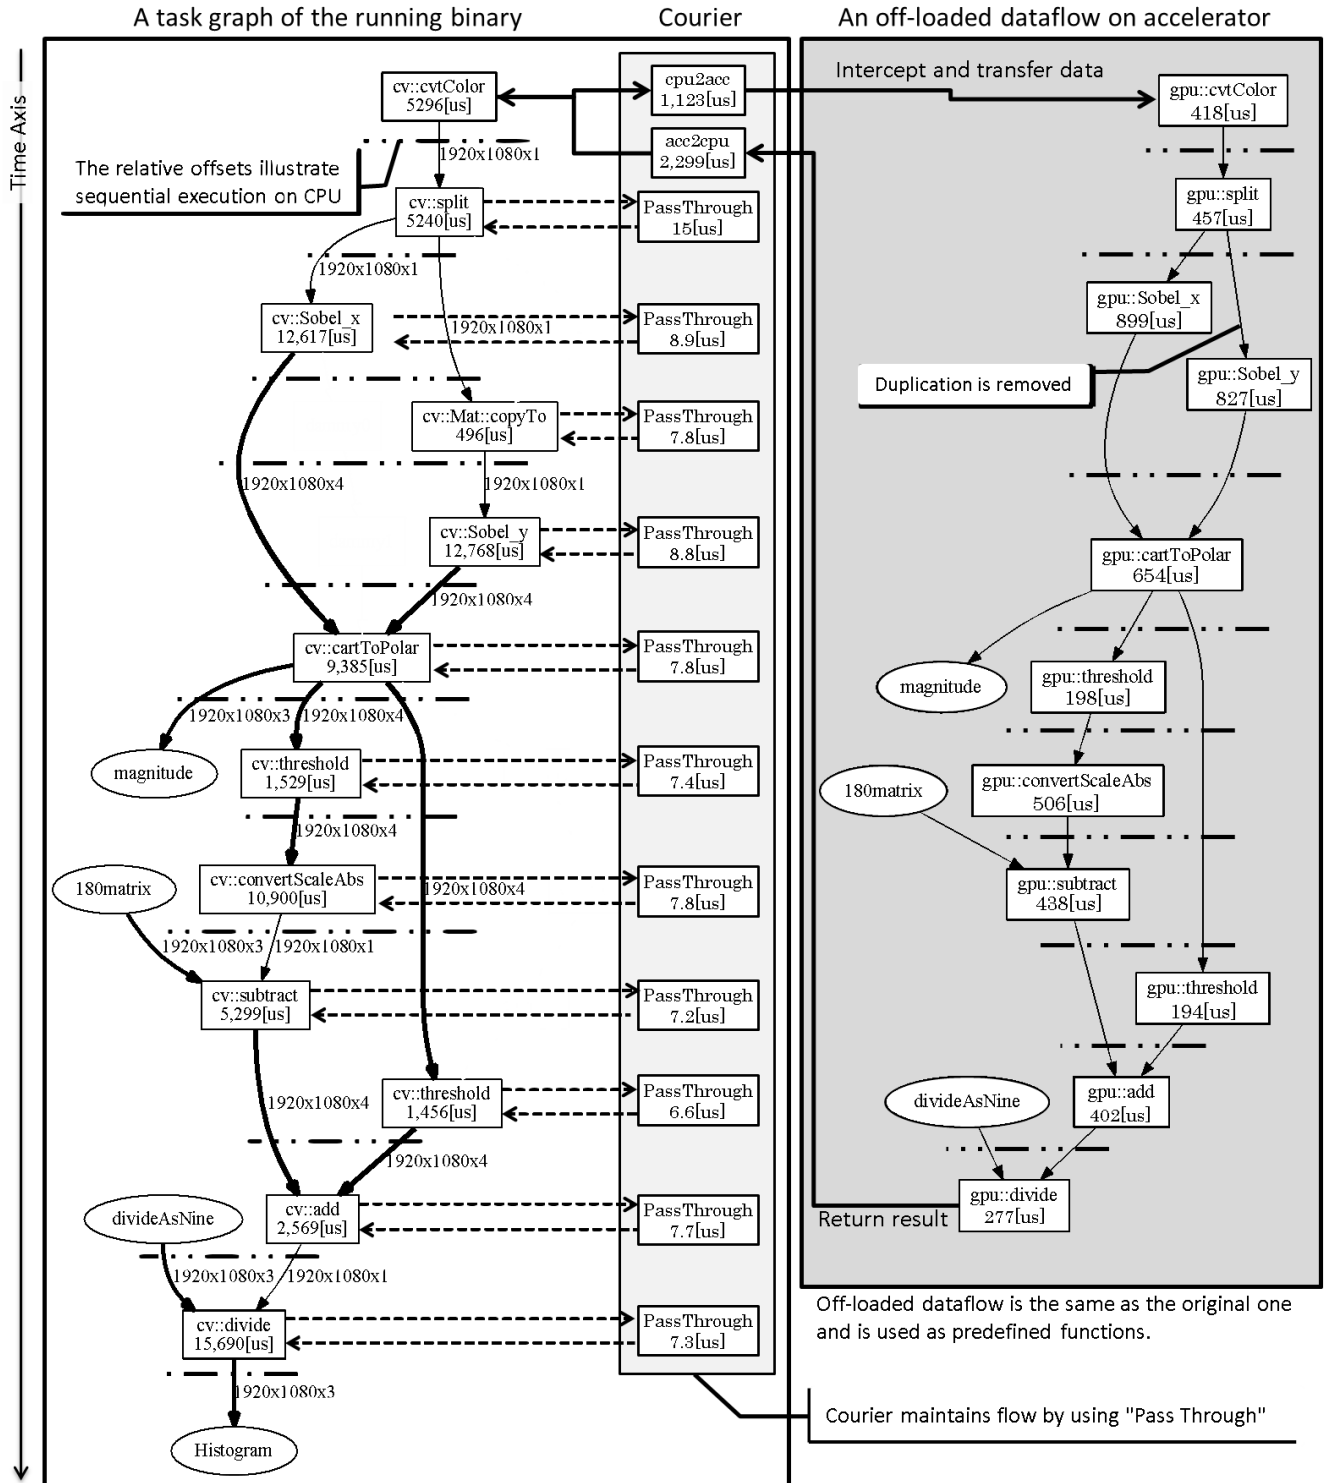 A task graph of the running binary
Courier
An off-loaded dataflow on accelerator
Time Axis
cv::cvtColor
5296[us]
cpu2acc
1,123[us]
Intercept and transfer data
gpu::cvtColor
418[us]
acc2cpu
2,299[us]
1920x1080x1
The relative offsets illustrate
sequential execution on CPU
cv::split
5240[us]
PassThrough
15[us]
gpu::split
457[us]
1920x1080x1
cv::Sobel_x
12,617[us]
1920x1080x1
PassThrough
8.9[us]
gpu::Sobel_x
899[us]
Duplication is removed
gpu::Sobel_y
827[us]
cv::Mat::copyTo
496[us]
PassThrough
7.8[us]
1920x1080x4
1920x1080x1
cv::Sobel_y
12,768[us]
PassThrough
8.8[us]
gpu::cartToPolar
654[us]
1920x1080x4
cv::cartToPolar
9,385[us]
PassThrough
7.8[us]
magnitude
gpu::threshold
198[us]
1920x1080x3
1920x1080x4
magnitude
cv::threshold
1,529[us]
PassThrough
7.4[us]
180matrix
gpu::convertScaleAbs
506[us]
1920x1080x4
180matrix
cv::convertScaleAbs
10,900[us]
1920x1080x4
PassThrough
7.8[us]
gpu::subtract
438[us]
1920x1080x3
1920x1080x1
cv::subtract
5,299[us]
PassThrough
7.2[us]
gpu::threshold
194[us]
1920x1080x4
cv::threshold
1,456[us]
PassThrough
6.6[us]
divideAsNine
gpu::add
402[us]
1920x1080x4
divideAsNine
cv::add
2,569[us]
PassThrough
7.7[us]
Return result
gpu::divide
277[us]
1920x1080x3
1920x1080x1
cv::divide
15,690[us]
PassThrough
7.3[us]
Off-loaded dataflow is the same as the original one
and is used as predefined functions.
1920x1080x3
Courier maintains flow by using "Pass Through"
Histogram